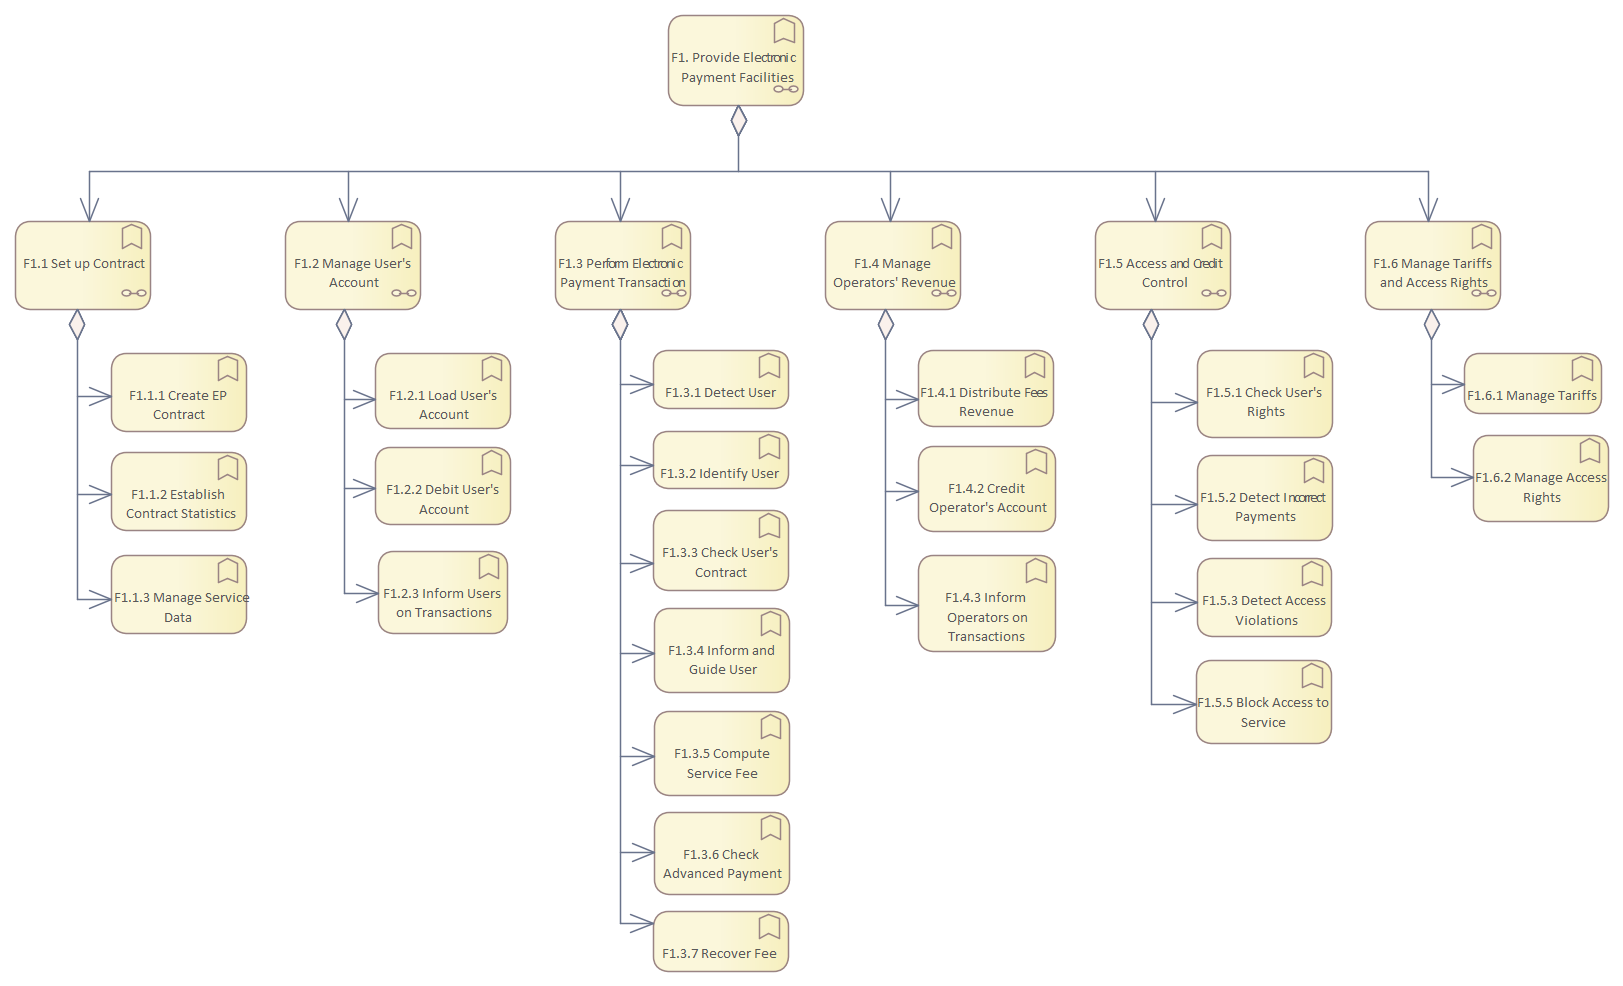 F1. Provide Electronic
Payment Facilities
F1.1 Set up Contract
F1.2 Manage User's
Account
F1.3 Perform Electronic
Payment Transaction
F1.4 Manage
Operators' Revenue
F1.5 Access and Credit
Control
F1.6 Manage Tariffs
and Access Rights
F1.1.1 Create EP
Contract
F1.1.2 Establish
Contract Statistics
F1.1.3 Manage Service
Data
F1.2.1 Load User's
Account
F1.2.2 Debit User's
Account
F1.2.3 Inform Users
on Transactions
F1.3.1 Detect User
F1.3.2 Identify User
F1.3.3 Check User's
Contract
F1.3.4 Inform and
Guide User
F1.3.5 Compute
Service Fee
F1.3.6 Check
Advanced Payment
F1.3.7 Recover Fee
F1.4.1 Distribute Fees
Revenue
F1.4.2 Credit
Operator's Account
F1.4.3 Inform
Operators on
Transactions
F1.5.1 Check User's
Rights
F1.5.2 Detect Incorrect
Payments
F1.5.3 Detect Access
Violations
F1.5.5 Block Access to
Service
F1.6.1 Manage Tariffs
F1.6.2 Manage Access
Rights